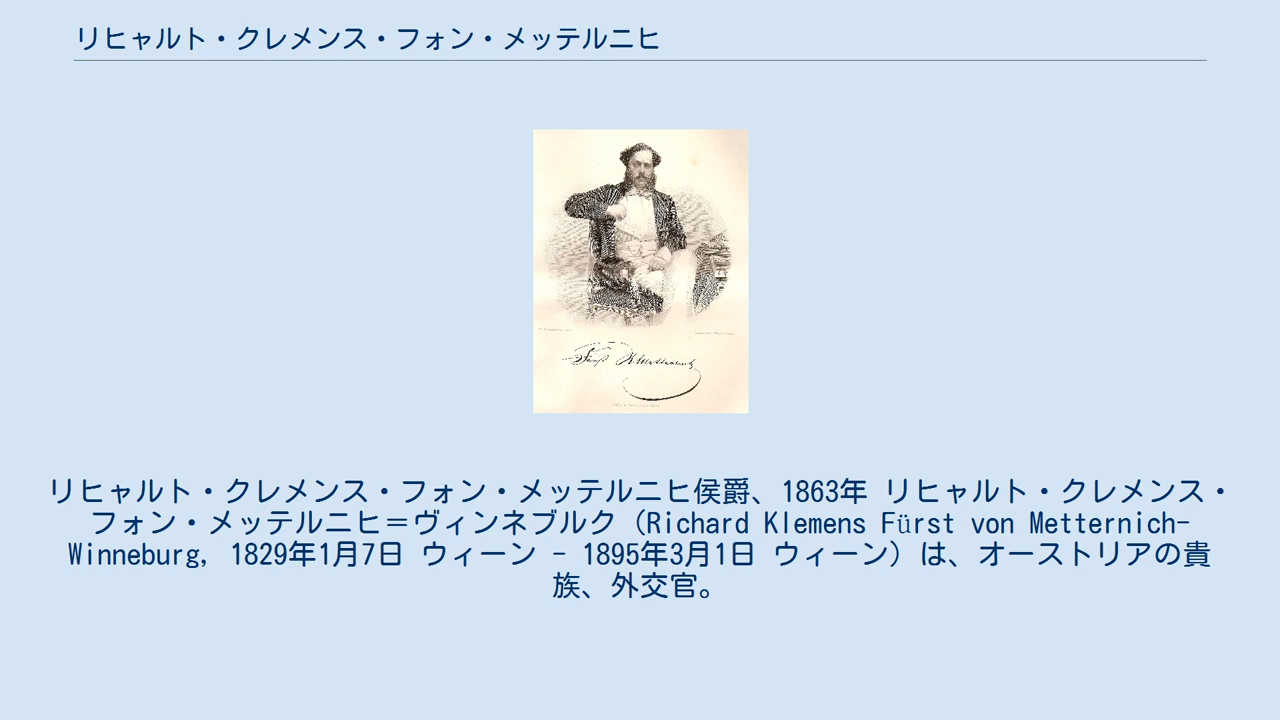 リヒャルト・クレメンス・フォン・メッテルニヒ
リヒャルト・クレメンス・フォン・メッテルニヒ侯爵、1863年 リヒャルト・クレメンス・
フォン・メッテルニヒ＝ヴィンネブルク（Richard Klemens Fürst von Metternich-
Winneburg, 1829年1月7日 ウィーン - 1895年3月1日 ウィーン）は、オーストリアの貴
族、外交官。